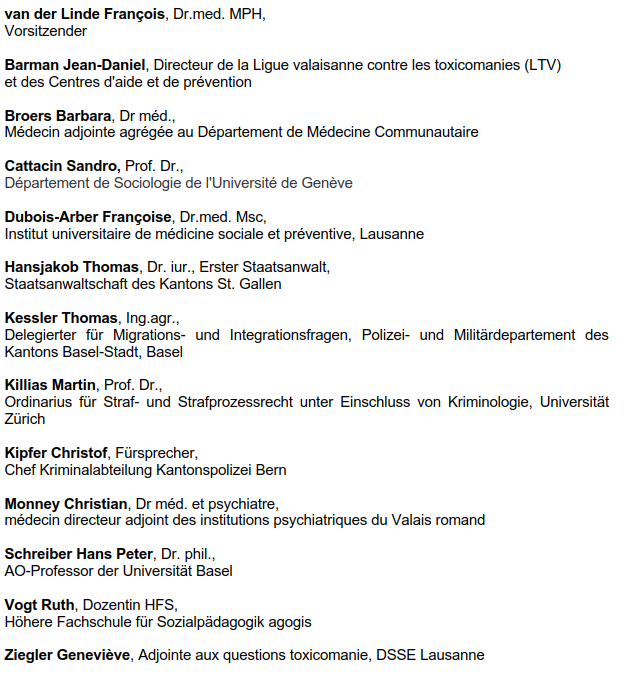 van der Linde François, Dr.med. MPH,
Vorsitzender
Barman Jean-Daniel, Directeur de la Ligue valaisanne contre les toxicomanies (LTV)
et des Centres d'aide et de prévention
Broers Barbara, Dr méd.,
Médecin adjointe agrégée au Département de Médecine Communautaire
Cattacin Sandro, Prof. Dr.,
Département de Sociologie de l'Université de Genève
Dubois-Arber Françoise, Dr.med. Msc,
Institut universitaire de médicine sociale et préventive, Lausanne
Hansjakob Thomas, Dr. iur., Erster Staatsanwalt,
Staatsanwaltschaft des Kantons St. Gallen
Kessler Thomas, Ing.agr.,
Delegierter für Migrations- und Integrationsfragen, Polizei- und Militärdepartement des
Kantons Basel-Stadt, Basel
Killias Martin, Prof. Dr.,
Ordinarius für Straf- und Strafprozessrecht unter Einschluss von Kriminologie, Universität
Zürich
Kipfer Christof, Fürsprecher,
Chef Kriminalabteilung Kantonspolizei Bern
Monney Christian, Dr méd. et psychiatre,
médecin directeur adjoint des institutions psychiatriques du Valais romand
Schreiber Hans Peter, Dr. phil.,
AO-Professor der Universität Basel
Vogt Ruth, Dozentin HFS,
Höhere Fachschule für Sozialpädagogik agogis
Ziegler Geneviève, Adjointe aux questions toxicomanie, DSSE Lausanne